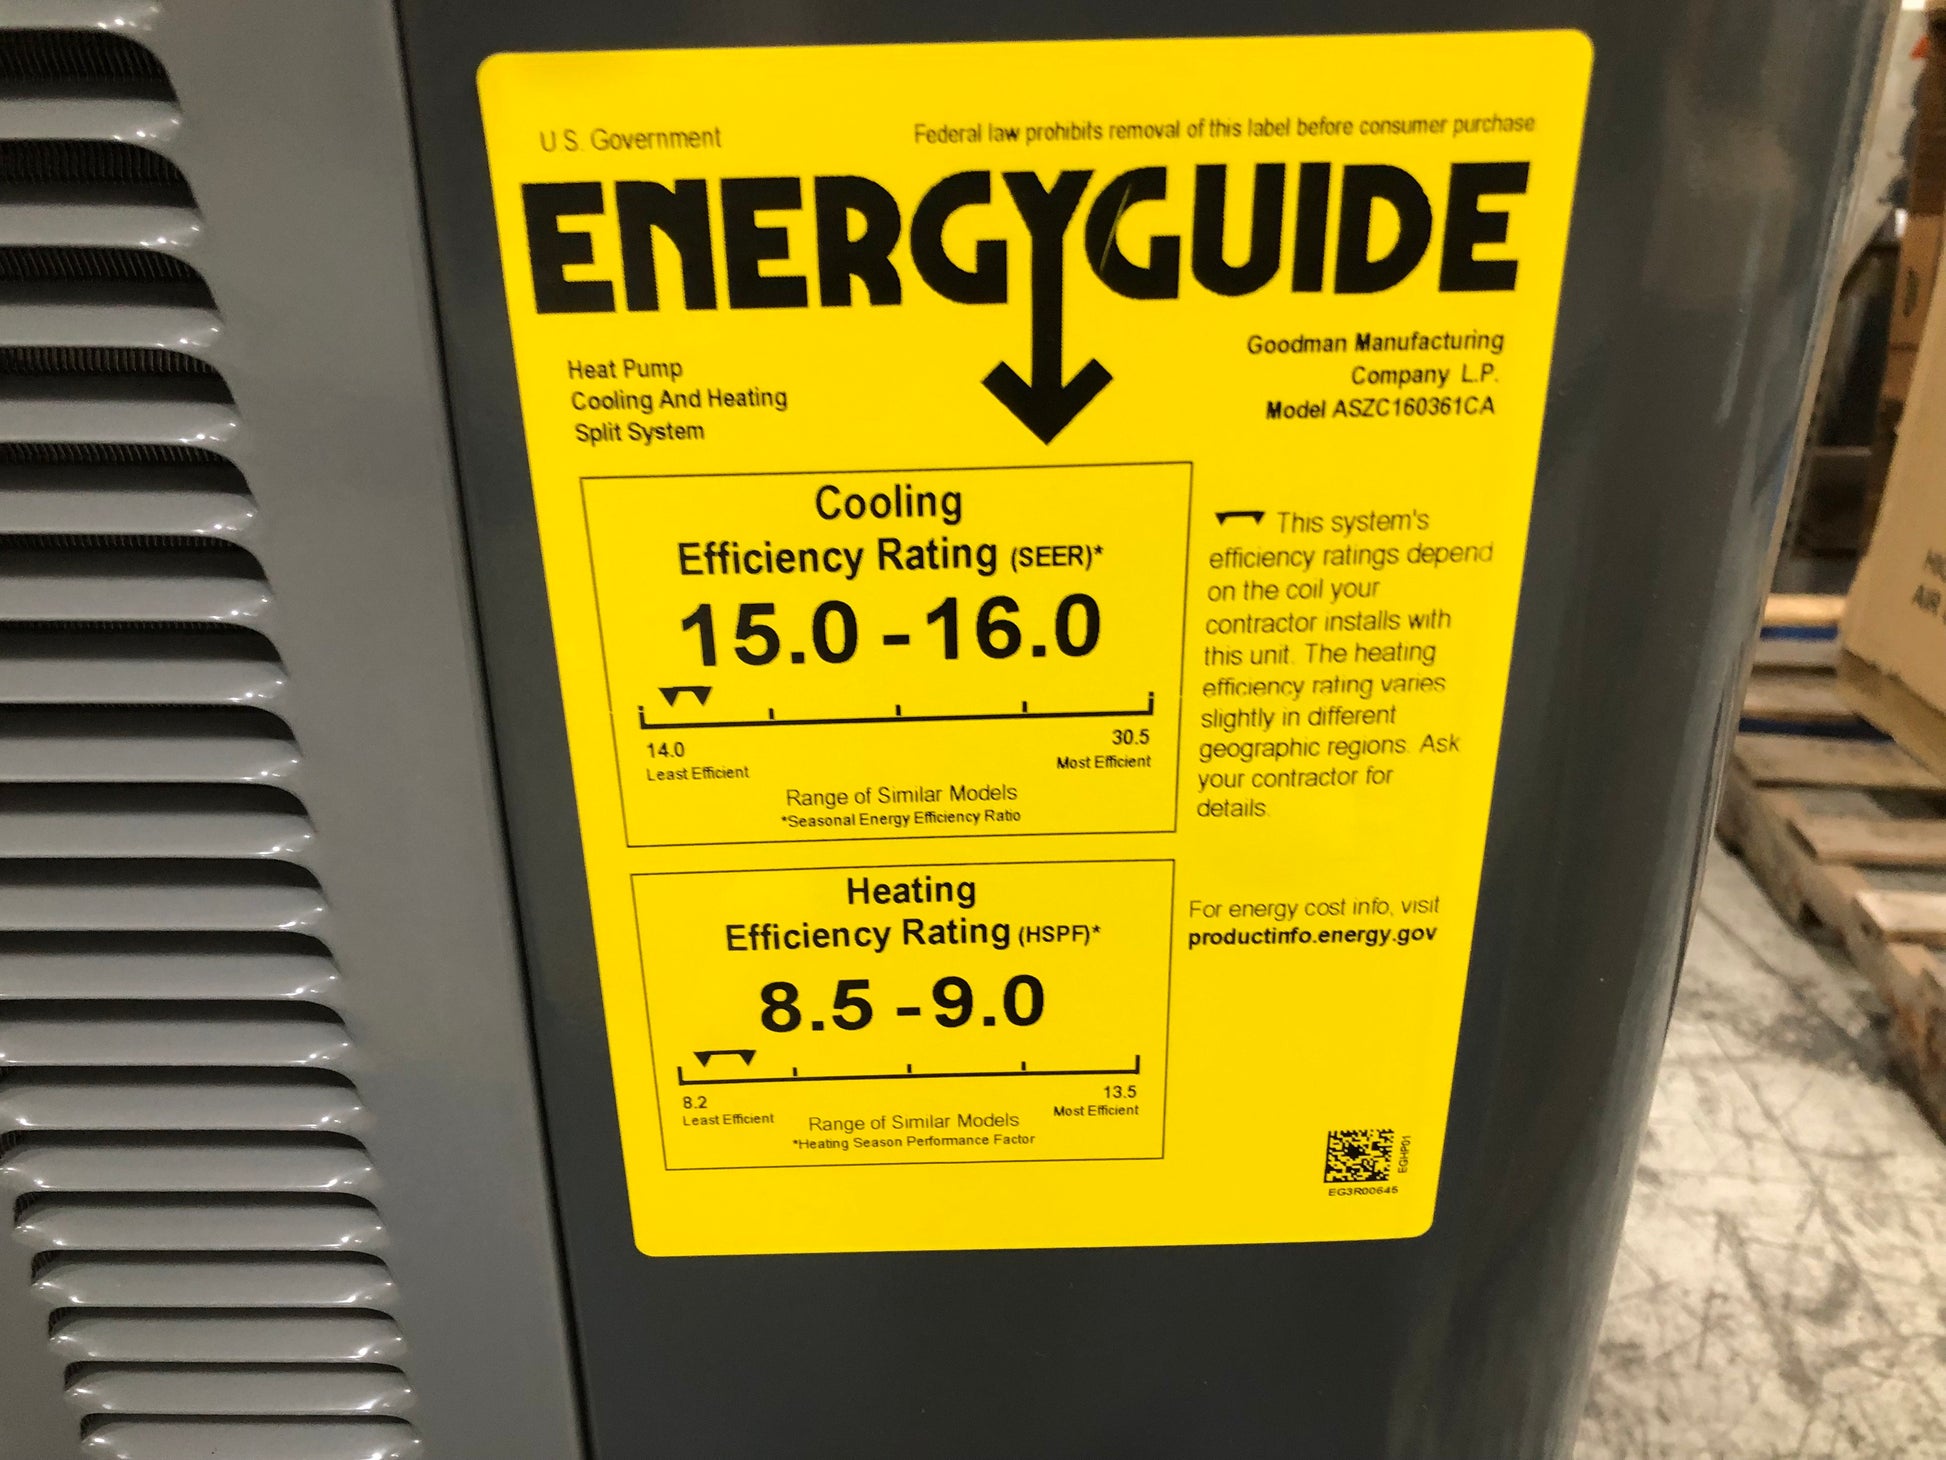 U.S. Government
Federal law prohibits removal of this label before consumer purchase
ENERGYGUIDE
Heat Pump
Cooling And Heating
Split System
Goodman Manufacturing
Company L.P.
Model ASZC160361CA
Cooling
Efficiency Rating (SEER)*
15.0 - 16.0
14.0
Least Efficient
30.5
Most Efficient
Range of Similar Models
*Seasonal Energy Efficiency Ratio
This system's
efficiency ratings depend
on the coil your
contractor installs with
this unit. The heating
efficiency rating varies
slightly in different
geographic regions. Ask
your contractor for
details.
Heating
Efficiency Rating (HSPF)*
8.5 - 9.0
8.2
Least Efficient
13.5
Most Efficient
Range of Similar Models
*Heating Season Performance Factor
For energy cost info, visit
productinfo.energy.gov
EGHP01
EG3R00645
AIR